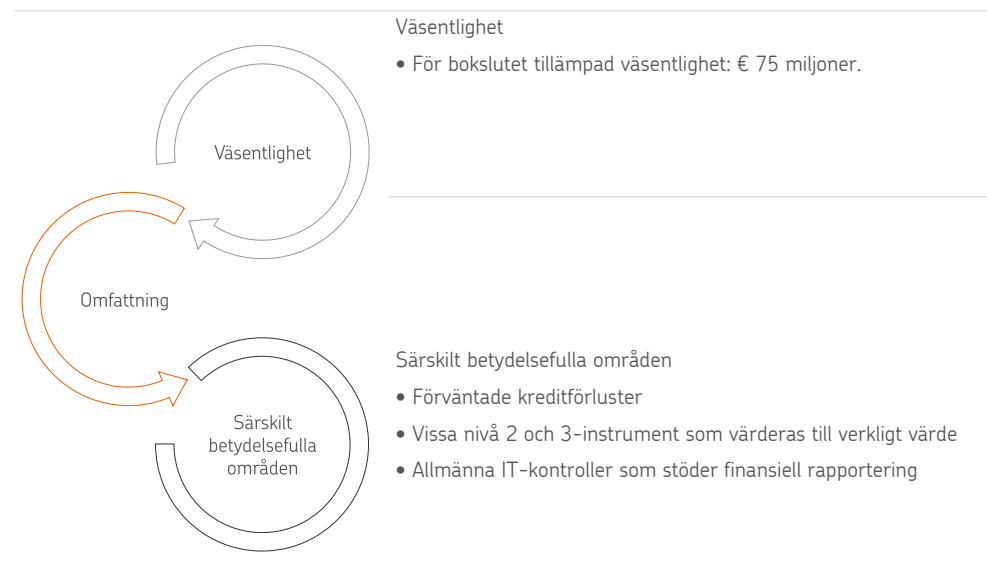 Väsentlighet
• För bokslutet tillämpad väsentlighet: € 75 miljoner.
Väsentlighet
Omfattning
Särskilt betydelsefulla områden
• Förväntade kreditförluster
• Vissa nivå 2 och 3-instrument som värderas till verkligt värde
• Allmänna IT-kontroller som stöder finansiell rapportering
Särskilt
betydelsefulla
områden